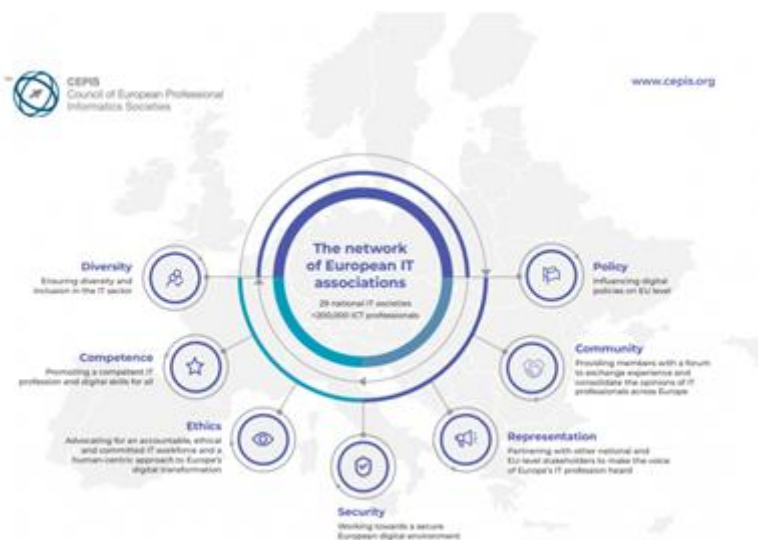 CEPIS
Council of European Professional
Informatics Societies
www.cepis.org
The network
of European IT
associations
29 national IT societies
+200,000 ICT professionals
Diversity
Ensuring diversity and
inclusion in the IT sector
Competence
Promoting a competent IT
profession and digital skills for all
Ethics
Advocating for an accountable, ethical
and committed IT workforce and a
human-centric approach to Europe's
digital transformation
Security
Working towards a secure
European digital environment
Representation
Partnering with other national and
EU-level stakeholders to make the voice
of Europe's IT profession heard
Community
Providing members with a forum
to exchange experience and
consolidate the opinions of IT
professionals across Europe
Policy
Influencing digital
policies on EU level